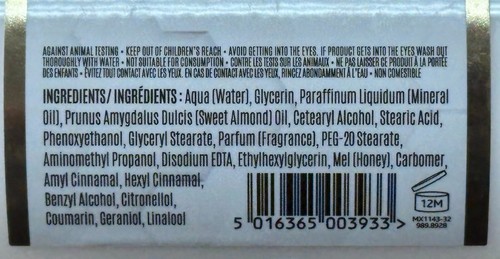 AGAINST ANIMAL TESTING • KEEP OUT OF CHILDREN'S REACH • AVOID GETTING INTO THE EYES. IF PRODUCT GETS INTO THE EYES WASH OUT
THOROUGHLY WITH WATER • NOT SUITABLE FOR CONSUMPTION • CONTRE LES TESTS SUR LES ANIMAUX • NE PAS LAISSER CE PRODUIT À LA PORTÉE
DES ENFANTS • ÉVITEZ TOUT CONTACT AVEC LES YEUX. EN CAS DE CONTACT AVEC LES YEUX, RINCEZ ABONDAMMENT À L'EAU • NON COMESTIBLE
INGREDIENTS/ INGRÉDIENTS : Aqua (Water), Glycerin, Paraffinum Liquidum (Mineral
Oil), Prunus Amygdalus Dulcis (Sweet Almond) Oil, Cetearyl Alcohol, Stearic Acid,
Phenoxyethanol, Glyceryl Stearate, Parfum (Fragrance), PEG-20 Stearate,
Aminomethyl Propanol, Disodium EDTA, Ethylhexylglycerin, Mel (Honey), Carbomer,
Amyl Cinnamal, Hexyl Cinnamal,
Benzyl Alcohol, Citronellol,
Coumarin, Geraniol, Linalool
5 016365 003933 >
12M
MX1143-32
989.8928